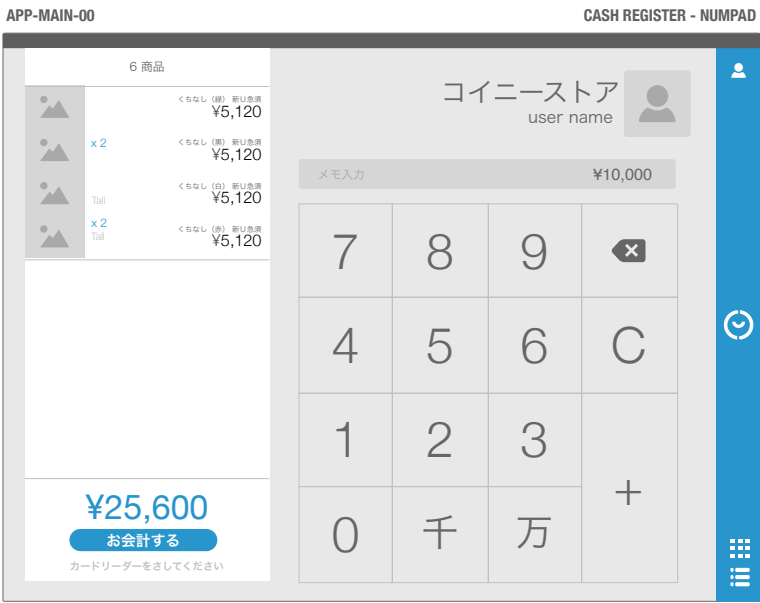 APP-MAIN-00
CASH REGISTER - NUMPAD
6 商品
くちなし（緑） 新U急須
¥5,120
x 2
くちなし（黒） 新U急須
¥5,120
くちなし（白） 新U急須
Tall
¥5,120
x 2
くちなし（赤） 新U急須
Tall
¥5,120
¥25,600
お会計する
カードリーダーをさしてください
コイニーストア
user name
メモ入力
¥10,000
7 8 9
4 5 6 C
1 2 3
+
0 千 万